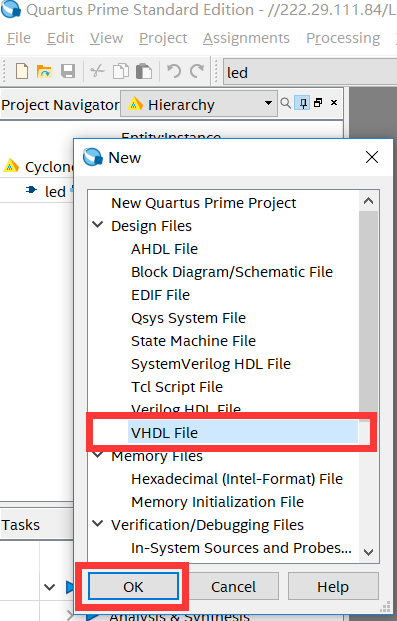 Quartus Prime Standard Edition - //222.29.111.84/L
File Edit View Project Assignments Processing
led
Project Navigator Hierarchy
Entity:Instance
Cyclone
led
New
New Quartus Prime Project
Design Files
AHDL File
Block Diagram/Schematic File
EDIF File
Qsys System File
State Machine File
SystemVerilog HDL File
Tcl Script File
Verilog HDL File
VHDL File
Memory Files
Hexadecimal (Intel-Format) File
Memory Initialization File
Verification/Debugging Files
In-System Sources and Probes...
Tasks
OK Cancel Help
Analysis & Synthesis